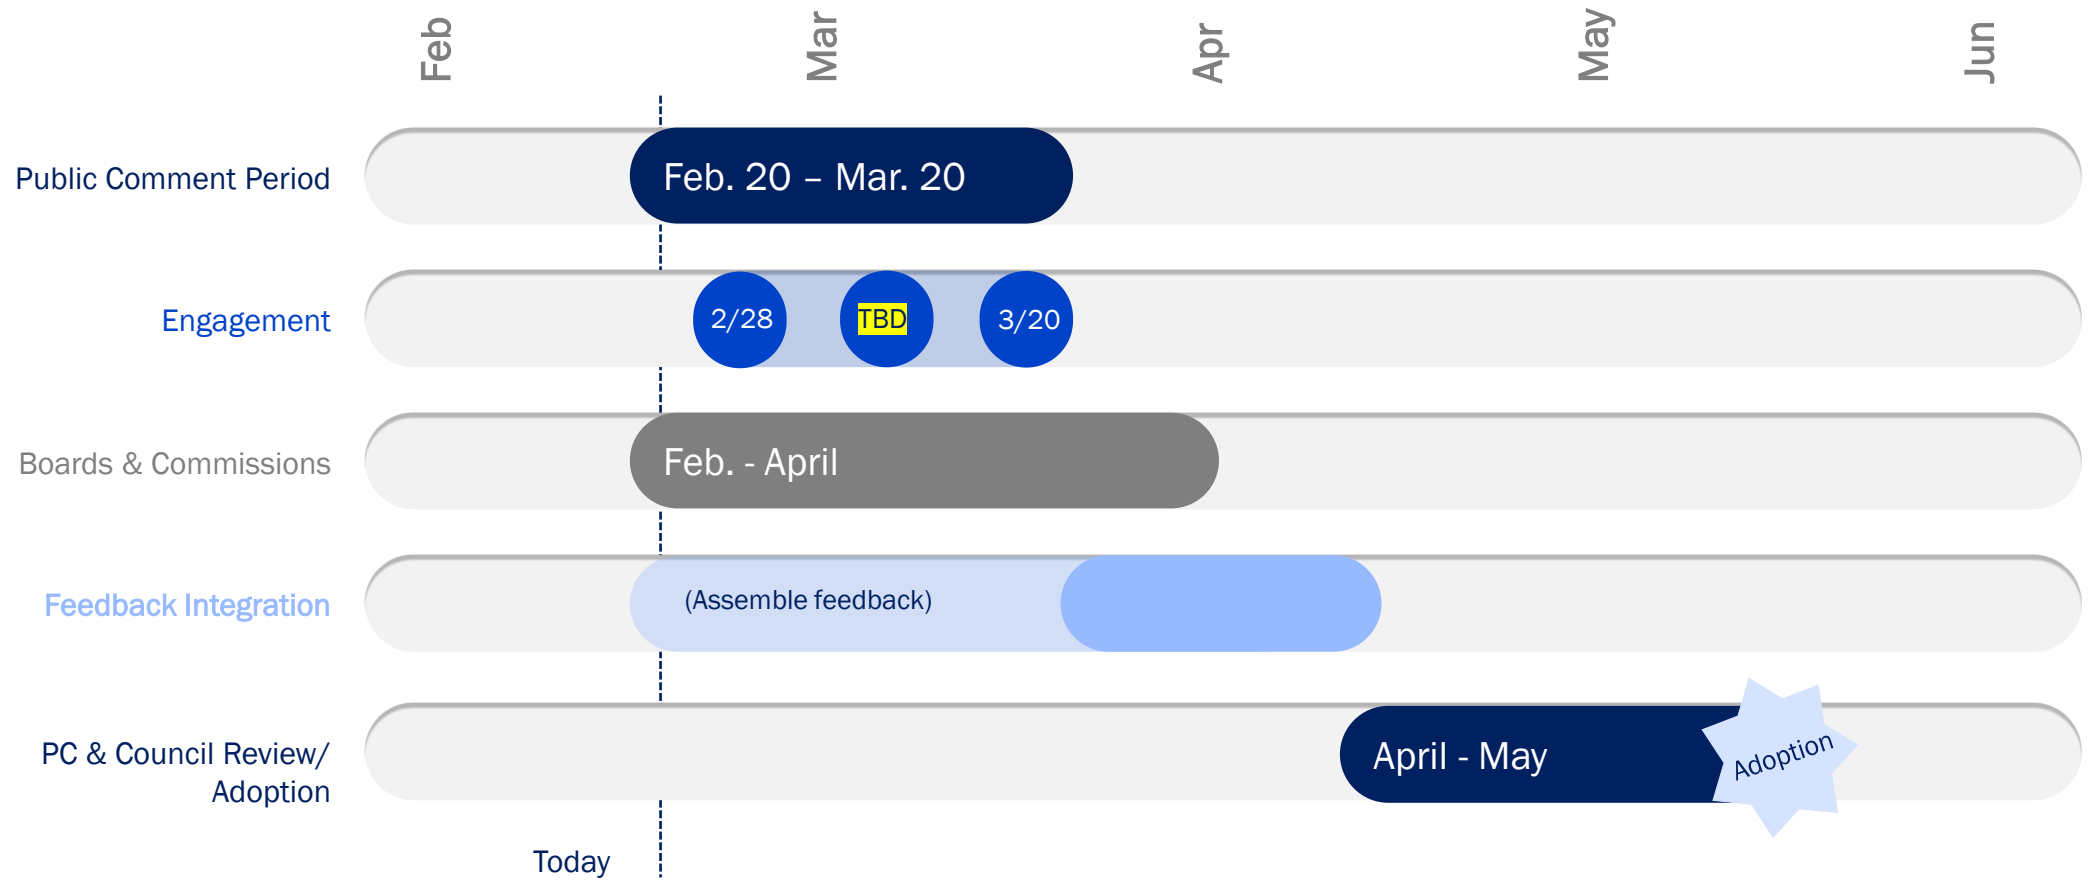 Feb
Mar
Apr
May
Jun
Public Comment Period
Feb. 20 – Mar. 20
Engagement
2/28
TBD
3/20
Boards & Commissions
Feb. - April
Feedback Integration
(Assemble feedback)
PC & Council Review/
Adoption
April - May
Adoption
Today